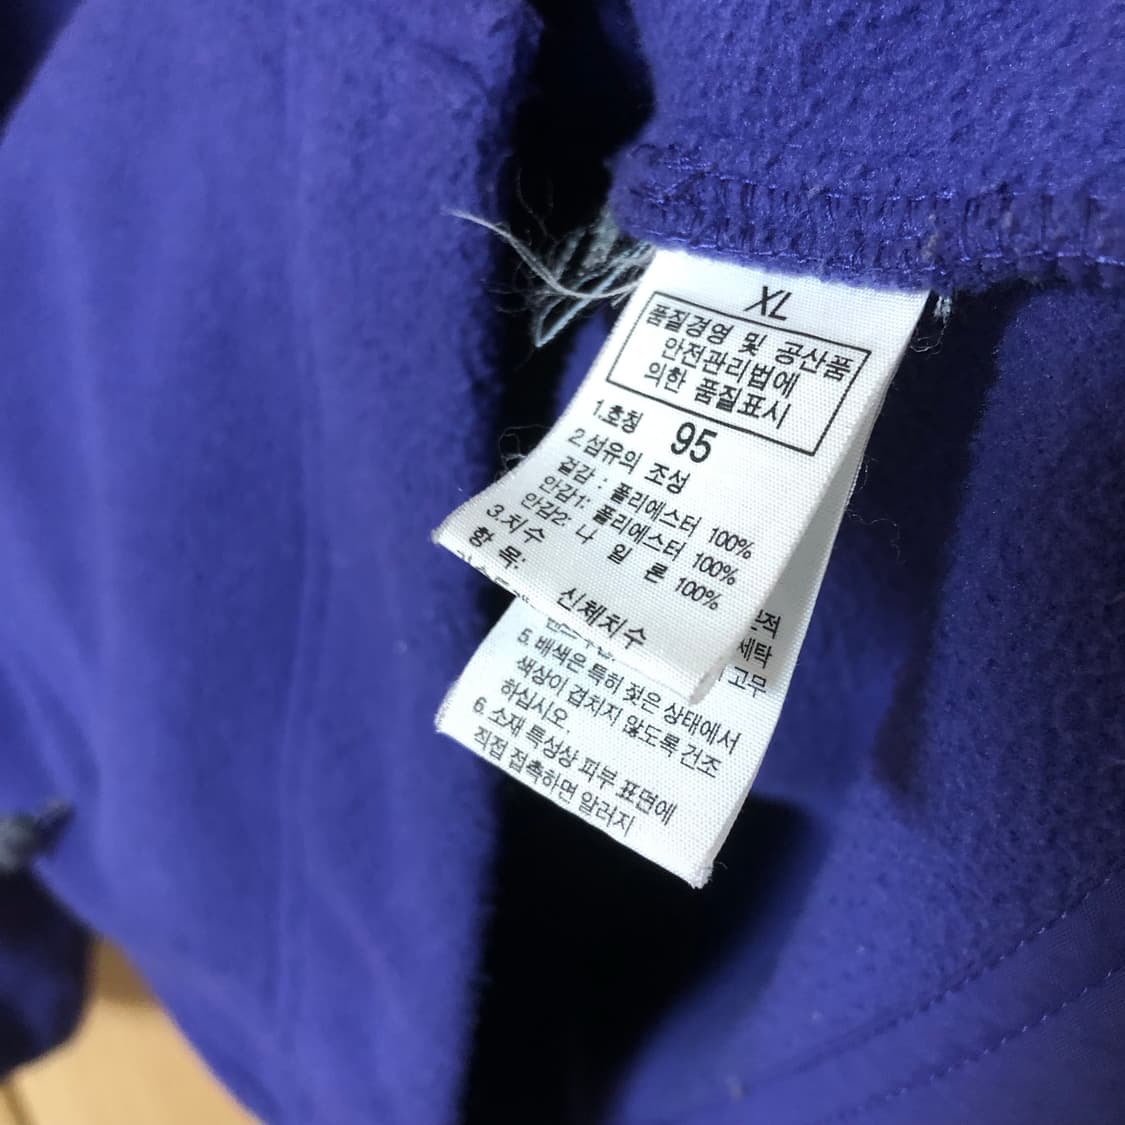 XL
품질경영 및 공산품
안전관리법에
의한 품질표시
1.호칭 95
2 섬유의 조성
겉감 : 폴리에스터 100%
안감1: 폴리에스터 100%
안감2: 나 일 론 100%
3.치수
항 목:
신체치수
세탁
고무
5. 배색은 특히 젖은 상태에서
색상이 겹치지 않도록 건조
하십시오.
6. 소재 특성상 피부 표면에
직접 접촉하면 알러지